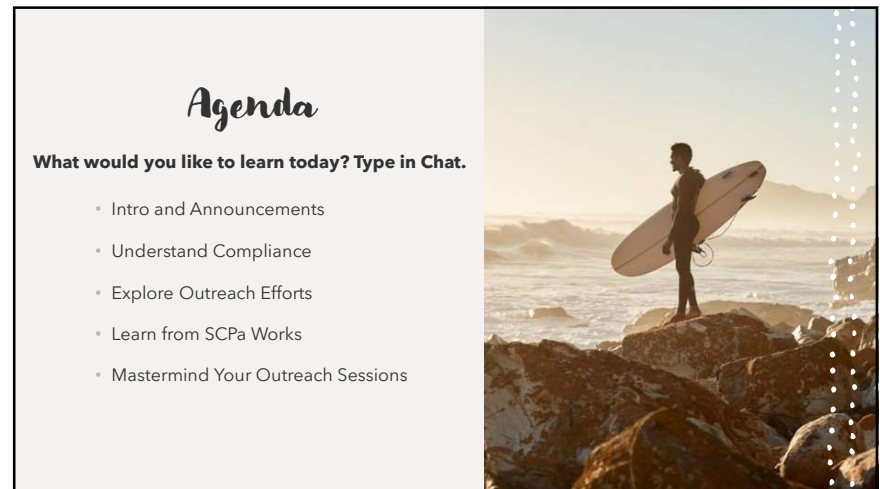 Agenda
What would you like to learn today? Type in Chat.
• Intro and Announcements
• Understand Compliance
• Explore Outreach Efforts
• Learn from SCPa Works
• Mastermind Your Outreach Sessions